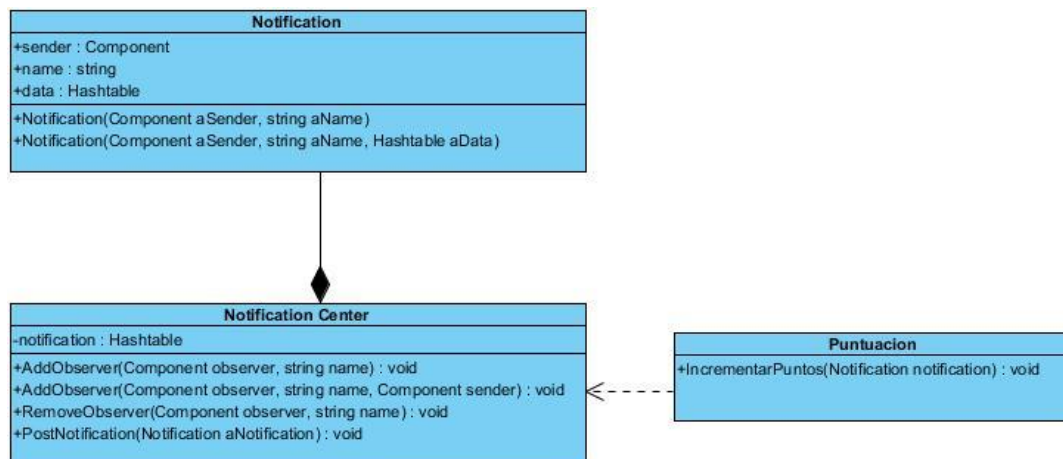 Notification
+sender : Component
+name : string
+data : Hashtable
+Notification(Component aSender, string aName)
+Notification(Component aSender, string aName, Hashtable aData)
Notification Center
-notification : Hashtable
+AddObserver(Component observer, string name) : void
+AddObserver(Component observer, string name, Component sender) : void
+RemoveObserver(Component observer, string name) : void
+PostNotification(Notification aNotification) : void
Puntuacion
+IncrementarPuntos(Notification notification) : void